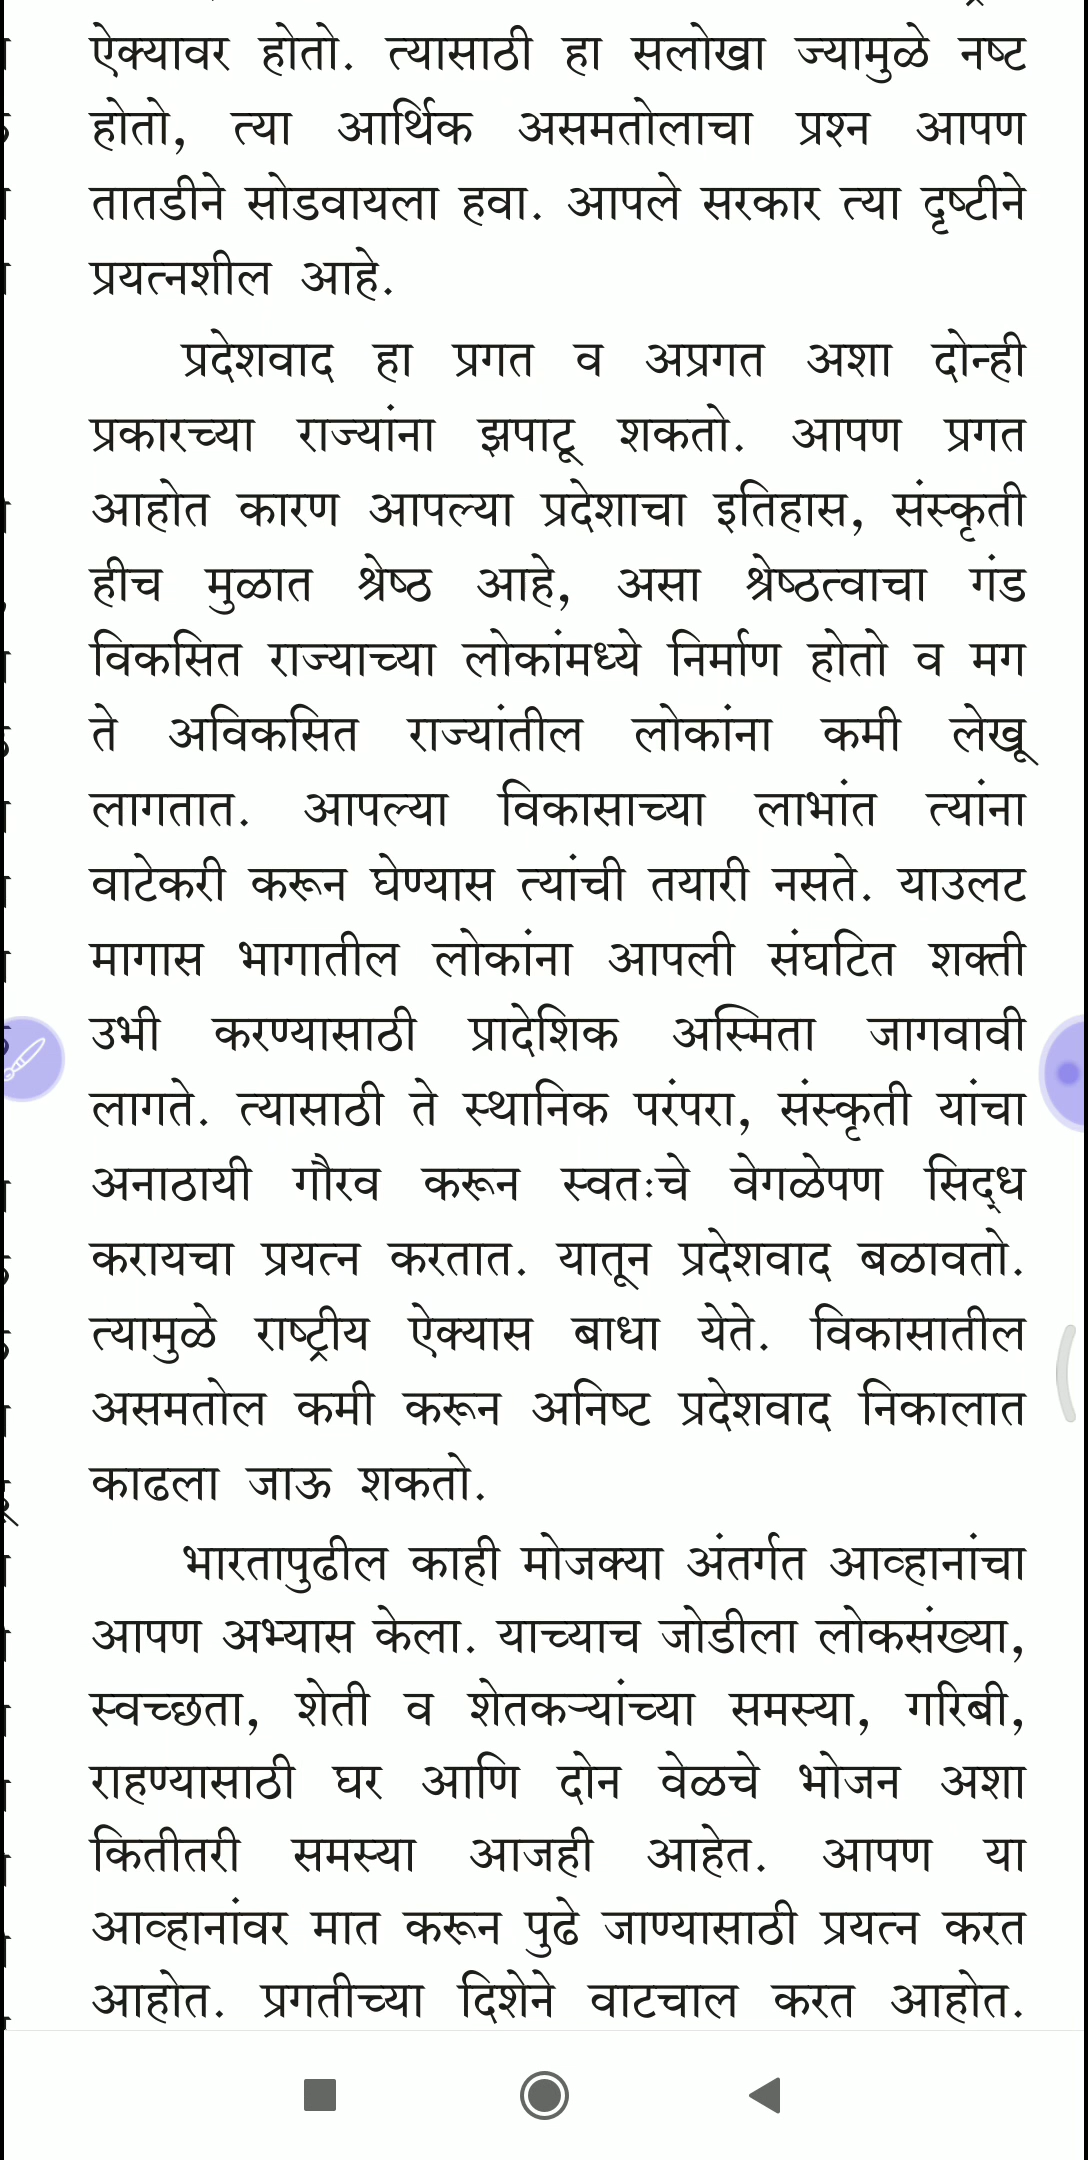 ऐक्यावर होतो. त्यासाठी हा सलोखा ज्यामुळे नष्ट
होतो, त्या आर्थिक असमतोलाचा प्रश्न आपण
तातडीने सोडवायला हवा. आपले सरकार त्या दृष्टीने
प्रयत्नशील आहे.
प्रदेशवाद हा प्रगत व अप्रगत अशा दोन्ही
प्रकारच्या राज्यांना झपाटू शकतो. आपण प्रगत
आहोत कारण आपल्या प्रदेशाचा इतिहास, संस्कृती
हीच मुळात श्रेष्ठ आहे, असा श्रेष्ठत्वाचा गंड
विकसित राज्याच्या लोकांमध्ये निर्माण होतो व मग
ते अविकसित राज्यांतील लोकांना कमी लेखू
लागतात. आपल्या विकासाच्या लाभांत त्यांना
वाटेकरी करून घेण्यास त्यांची तयारी नसते. याउलट
मागास भागातील लोकांना आपली संघटित शक्ती
उभी करण्यासाठी प्रादेशिक अस्मिता जागवावी
लागते. त्यासाठी ते स्थानिक परंपरा, संस्कृती यांचा
अनाठायी गौरव करून स्वतःचे वेगळेपण सिद्ध
करायचा प्रयत्न करतात. यातून प्रदेशवाद बळावतो.
त्यामुळे राष्ट्रीय ऐक्यास बाधा येते. विकासातील
असमतोल कमी करून अनिष्ट प्रदेशवाद निकालात
काढला जाऊ शकतो.
भारतापुढील काही मोजक्या अंतर्गत आव्हानांचा
आपण अभ्यास केला. याच्याच जोडीला लोकसंख्या,
स्वच्छता, शेती व शेतकऱ्यांच्या समस्या, गरिबी,
राहण्यासाठी घर आणि दोन वेळचे भोजन अशा
कितीतरी समस्या आजही आहेत. आपण या
आव्हानांवर मात करून पुढे जाण्यासाठी प्रयत्न करत
आहोत. प्रगतीच्या दिशेने वाटचाल करत आहोत.